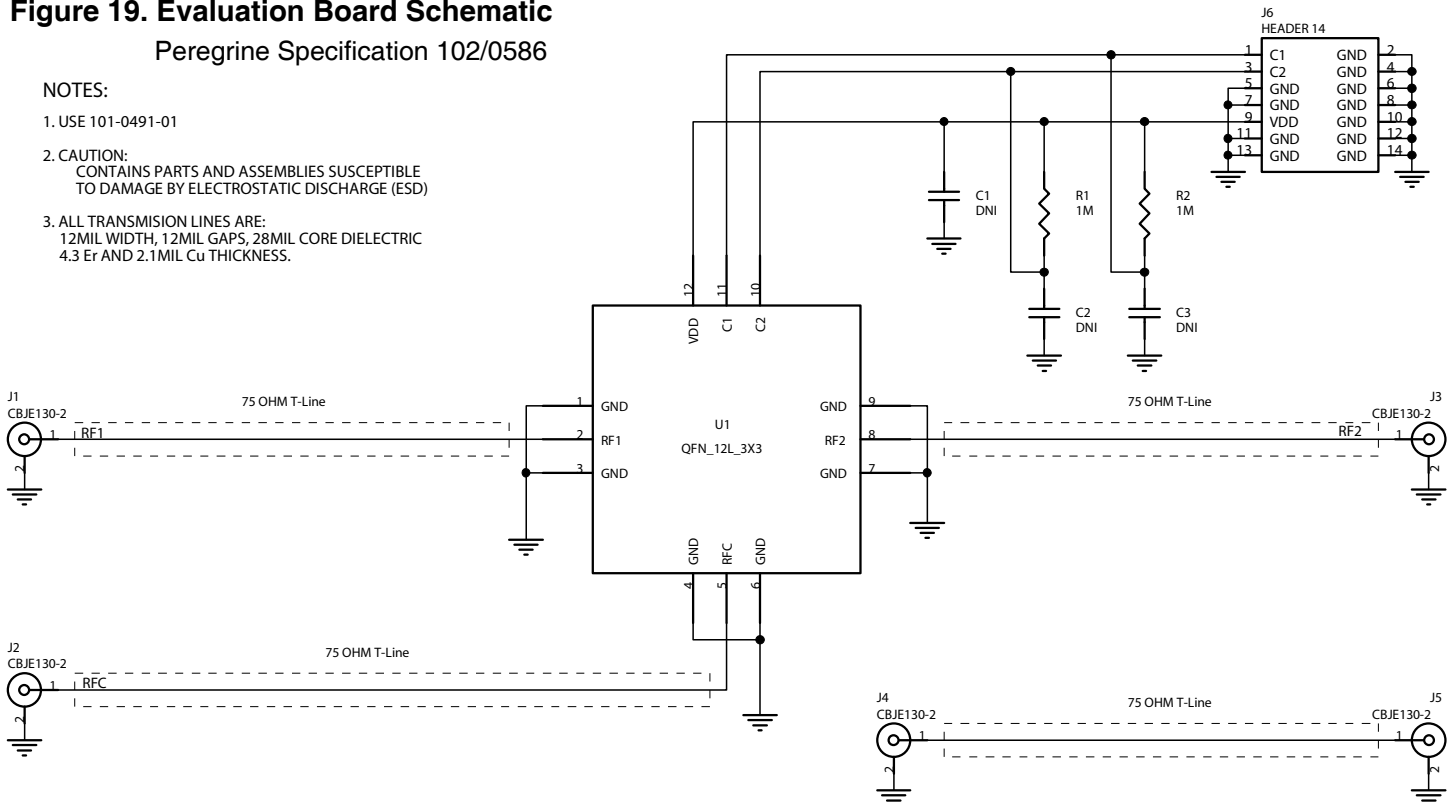 Figure 19. Evaluation Board Schematic
Peregrine Specification 102/0586
NOTES:
1. USE 101-0491-01
2. CAUTION:
CONTAINS PARTS AND ASSEMBLIES SUSCEPTIBLE
TO DAMAGE BY ELECTROSTATIC DISCHARGE (ESD)
3. ALL TRANSMISION LINES ARE:
12MIL WIDTH, 12MIL GAPS, 28MIL CORE DIELECTRIC
4.3 Er AND 2.1MIL Cu THICKNESS.
J6
HEADER 14
1 C1 GND 2
3 C2 GND 4
5 GND GND 6
7 GND GND 8
9 VDD GND 10
11 GND GND 12
13 GND GND 14
C1
DNI
R1
1M
R2
1M
C2
DNI
C3
DNI
12 11 10
VDD C1 C2
J1
CBJE130-2
75 OHM T-Line
1 RF1
2
1 GND
2 RF1
3 GND
U1
QFN_12L_3X3
GND 9
RF2 8
GND 7
75 OHM T-Line
J3
CBJE130-2
RF2 1
2
GND RFC GND
4 5 6
J2
CBJE130-2
75 OHM T-Line
1 RFC
2
J4
CBJE130-2
1
2
75 OHM T-Line
J5
CBJE130-2
1
2